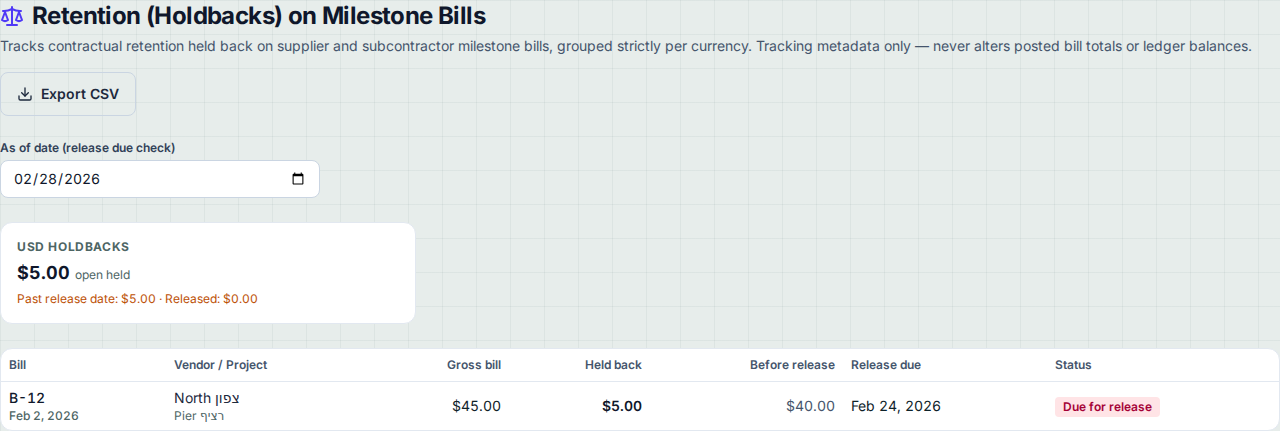 Retention (Holdbacks) on Milestone Bills
Tracks contractual retention held back on supplier and subcontractor milestone bills, grouped strictly per currency. Tracking metadata only — never alters posted bill totals or ledger balances.
Export CSV
As of date (release due check)
02/28/2026
USD HOLDBACKS
$5.00 open held
Past release date: $5.00 · Released: $0.00
Bill Vendor / Project Gross bill Held back Before release Release due Status
B-12 North צפון $45.00 $5.00 $40.00 Feb 24, 2026 Due for release
Feb 2, 2026 Pier רציף